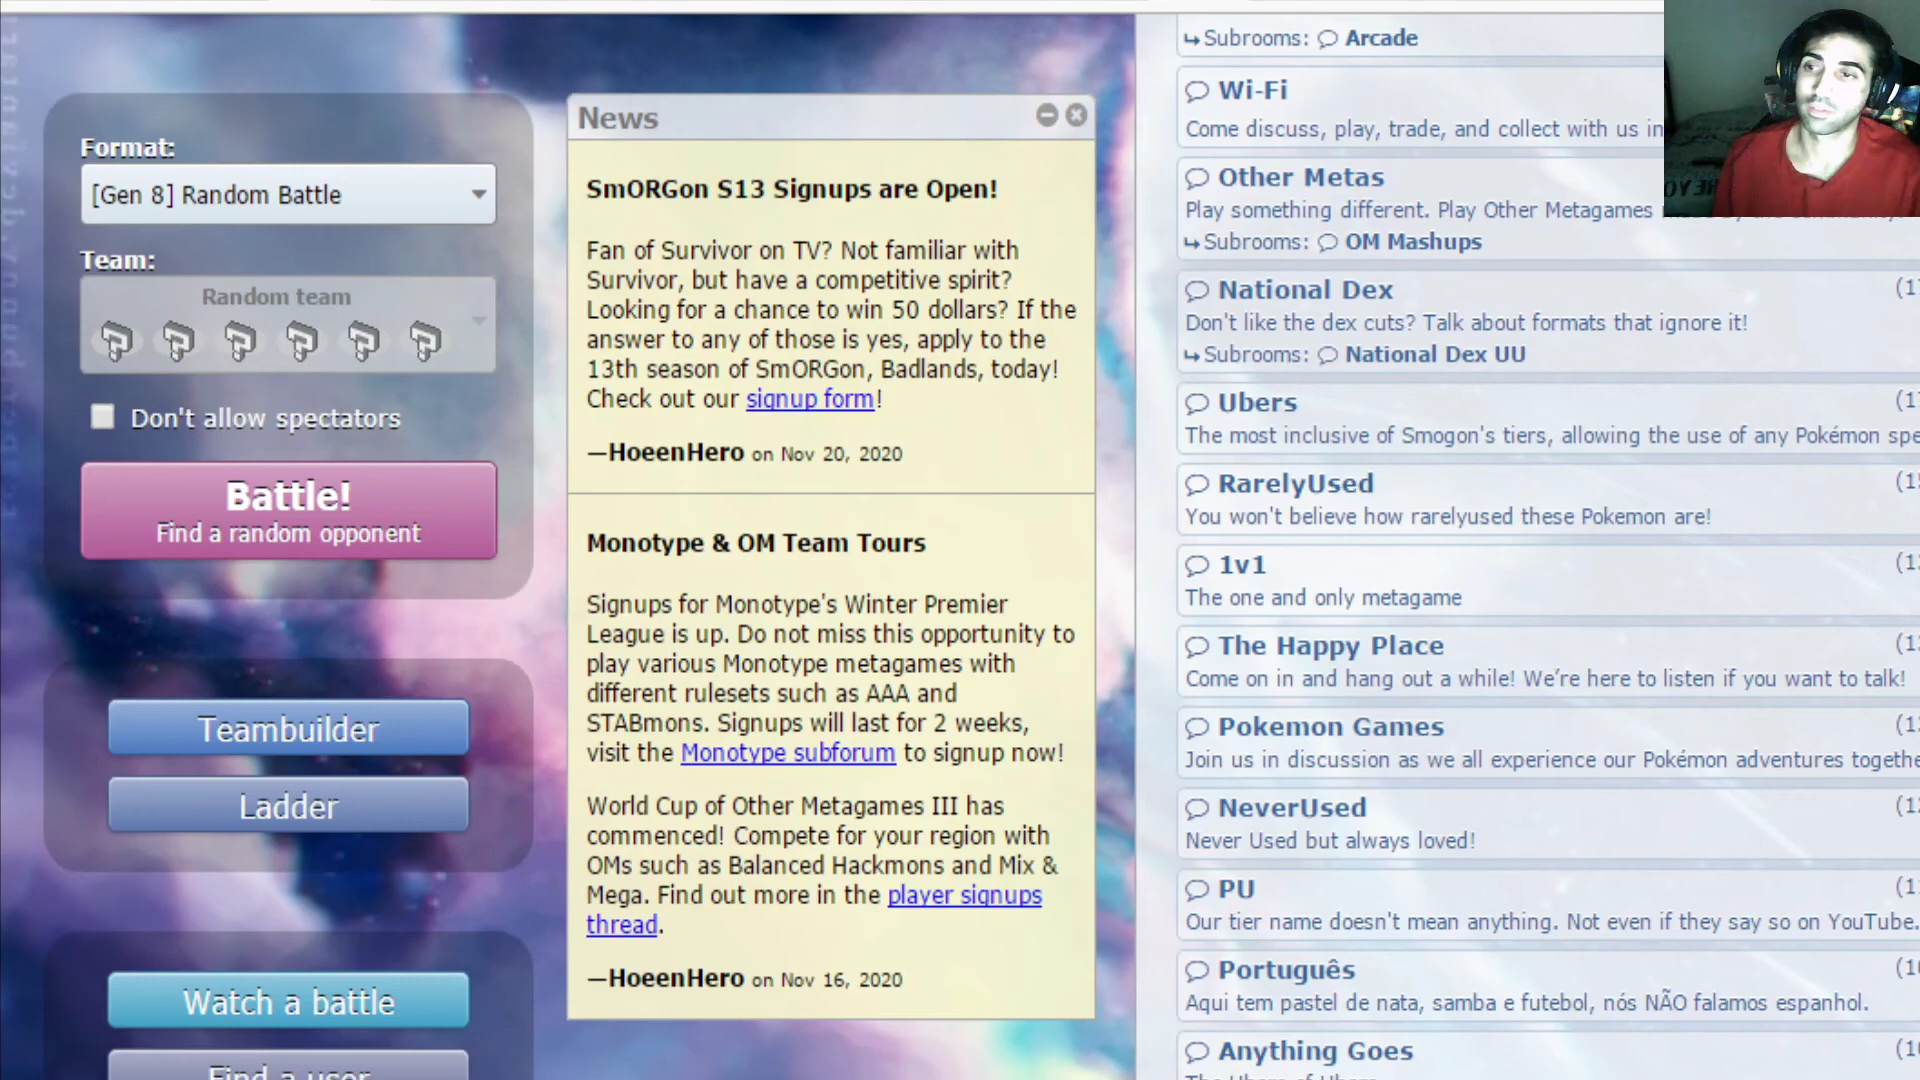 Format:
[Gen 8] Random Battle
Team:
Random team
Don't allow spectators
Battle!
Find a random opponent
Teambuilder
Ladder
Watch a battle
Find a user
News
SmORGon S13 Signups are Open!
Fan of Survivor on TV? Not familiar with
Survivor, but have a competitive spirit?
Looking for a chance to win 50 dollars? If the
answer to any of those is yes, apply to the
13th season of SmORGon, Badlands, today!
Check out our signup form!
—HoeenHero on Nov 20, 2020
Monotype & OM Team Tours
Signups for Monotype's Winter Premier
League is up. Do not miss this opportunity to
play various Monotype metagames with
different rulesets such as AAA and
STABmons. Signups will last for 2 weeks,
visit the Monotype subforum to signup now!
World Cup of Other Metagames III has
commenced! Compete for your region with
OMs such as Balanced Hackmons and Mix &
Mega. Find out more in the player signups
thread.
—HoeenHero on Nov 16, 2020
↳ Subrooms: Arcade
Wi-Fi
Come discuss, play, trade, and collect with us in
Other Metas
Play something different. Play Other Metagames
↳ Subrooms: OM Mashups
National Dex
Don't like the dex cuts? Talk about formats that ignore it!
↳ Subrooms: National Dex UU
Ubers
The most inclusive of Smogon's tiers, allowing the use of any Pokémon spe
RarelyUsed
You won't believe how rarelyused these Pokemon are!
1v1
The one and only metagame
The Happy Place
Come on in and hang out a while! We're here to listen if you want to talk!
Pokemon Games
Join us in discussion as we all experience our Pokémon adventures togethe
NeverUsed
Never Used but always loved!
PU
Our tier name doesn't mean anything. Not even if they say so on YouTube.
Português
Aqui tem pastel de nata, samba e futebol, nós NÃO falamos espanhol.
Anything Goes